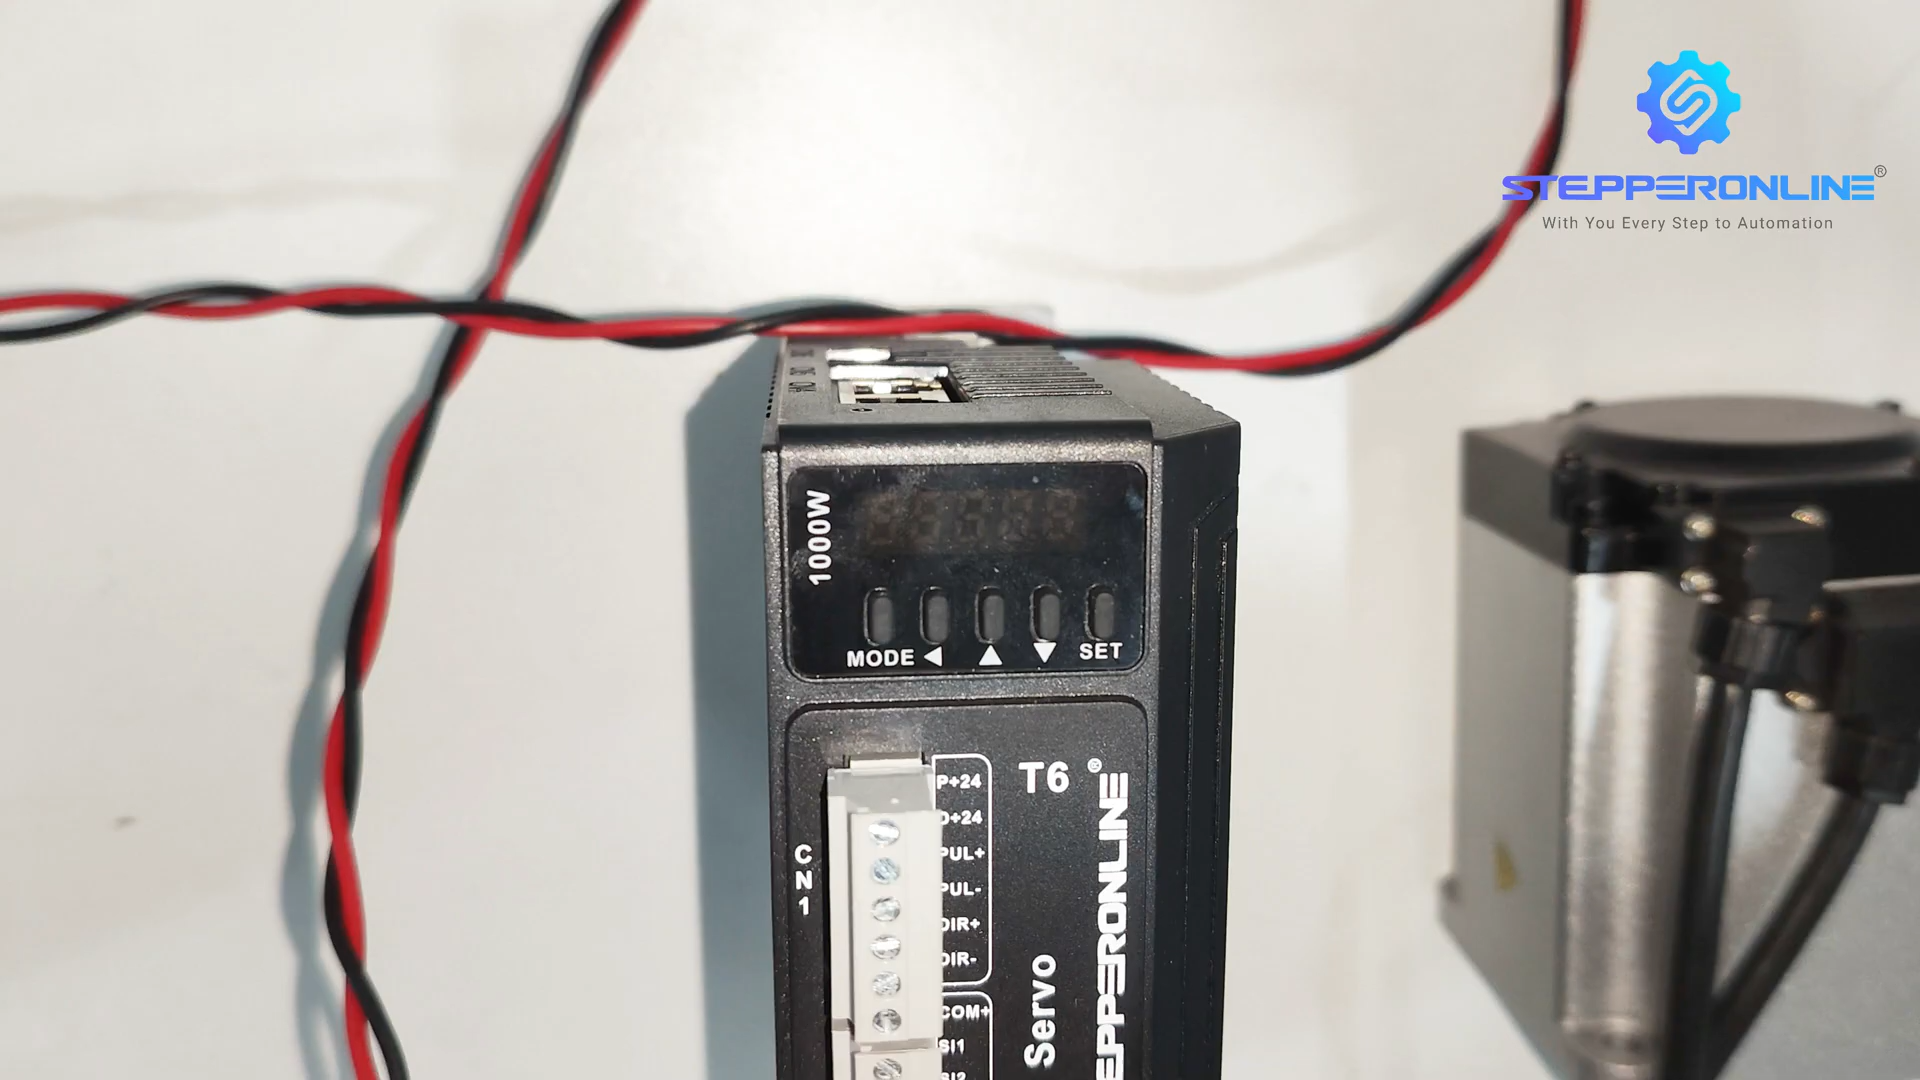 STEPPERONLINE®
With You Every Step to Automation
1000W
MODE ◀ ▲ ▼ SET
CN1
P+24
O+24
PUL+
PUL-
DIR+
DIR-
COM+
SI1
SI2
T6
Servo